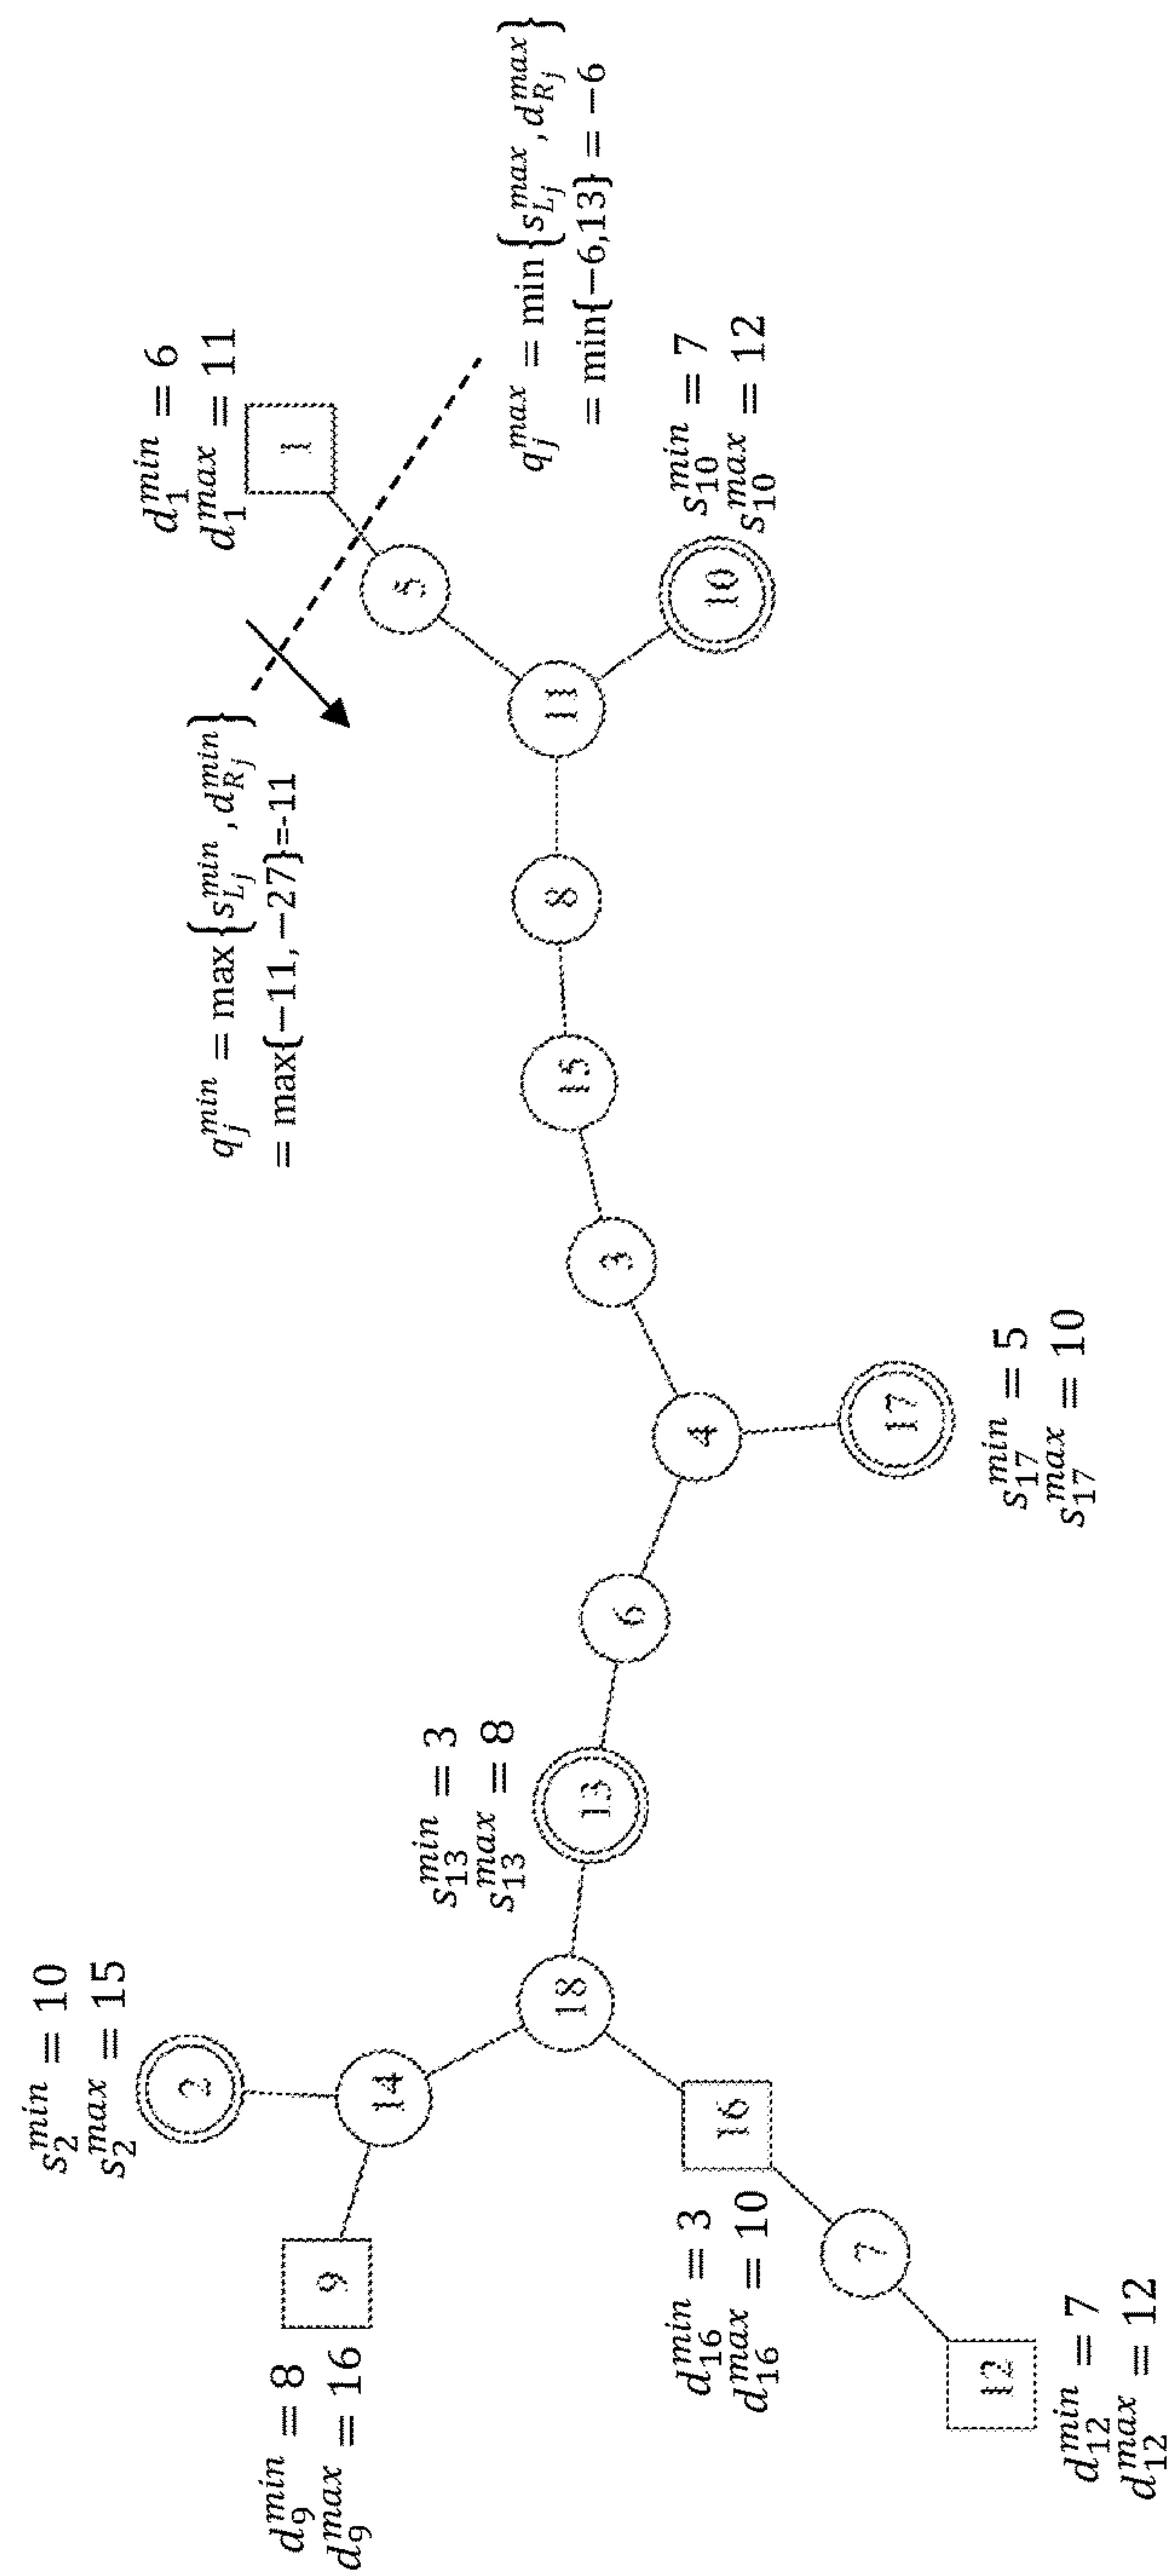 $d_1^{min} = 6$
$d_1^{max} = 11$
1
$q_j^{max} = \min\{s_{L_j}^{max}, d_{R_j}^{max}\}$
$= \min\{-6,13\} = -6$
5
$q_j^{min} = \max\{s_{L_j}^{min}, d_{R_j}^{min}\}$
$= \max\{-11,-27\}=-11$
$s_{10}^{min} = 7$
$s_{10}^{max} = 12$
10
11
8
15
3
4
17
$s_{17}^{min} = 5$
$s_{17}^{max} = 10$
6
$s_{13}^{min} = 3$
$s_{13}^{max} = 8$
13
18
$s_2^{min} = 10$
$s_2^{max} = 15$
2
14
9
$d_9^{min} = 8$
$d_9^{max} = 16$
16
$d_{16}^{min} = 3$
$d_{16}^{max} = 10$
7
12
$d_{12}^{min} = 7$
$d_{12}^{max} = 12$